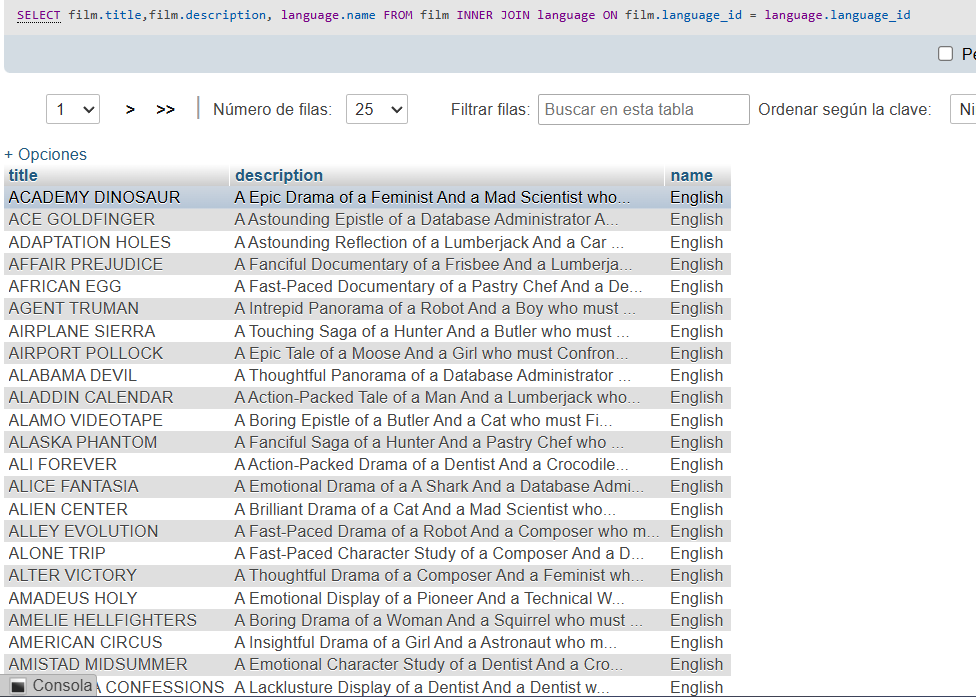 SELECT film.title,film.description, language.name FROM film INNER JOIN language ON film.language_id = language.language_id
Pe
1 > >> Número de filas: 25 Filtrar filas: Buscar en esta tabla Ordenar según la clave: Ni
+ Opciones
title description name
ACADEMY DINOSAUR A Epic Drama of a Feminist And a Mad Scientist who... English
ACE GOLDFINGER A Astounding Epistle of a Database Administrator A... English
ADAPTATION HOLES A Astounding Reflection of a Lumberjack And a Car ... English
AFFAIR PREJUDICE A Fanciful Documentary of a Frisbee And a Lumberja... English
AFRICAN EGG A Fast-Paced Documentary of a Pastry Chef And a De... English
AGENT TRUMAN A Intrepid Panorama of a Robot And a Boy who must ... English
AIRPLANE SIERRA A Touching Saga of a Hunter And a Butler who must ... English
AIRPORT POLLOCK A Epic Tale of a Moose And a Girl who must Confron... English
ALABAMA DEVIL A Thoughtful Panorama of a Database Administrator ... English
ALADDIN CALENDAR A Action-Packed Tale of a Man And a Lumberjack who... English
ALAMO VIDEOTAPE A Boring Epistle of a Butler And a Cat who must Fi... English
ALASKA PHANTOM A Fanciful Saga of a Hunter And a Pastry Chef who ... English
ALI FOREVER A Action-Packed Drama of a Dentist And a Crocodile... English
ALICE FANTASIA A Emotional Drama of a A Shark And a Database Admi... English
ALIEN CENTER A Brilliant Drama of a Cat And a Mad Scientist who... English
ALLEY EVOLUTION A Fast-Paced Drama of a Robot And a Composer who m... English
ALONE TRIP A Fast-Paced Character Study of a Composer And a D... English
ALTER VICTORY A Thoughtful Drama of a Composer And a Feminist wh... English
AMADEUS HOLY A Emotional Display of a Pioneer And a Technical W... English
AMELIE HELLFIGHTERS A Boring Drama of a Woman And a Squirrel who must ... English
AMERICAN CIRCUS A Insightful Drama of a Girl And a Astronaut who m... English
AMISTAD MIDSUMMER A Emotional Character Study of a Dentist And a Cro... English
Consola A CONFESSIONS A Lacklusture Display of a Dentist And a Dentist w... English